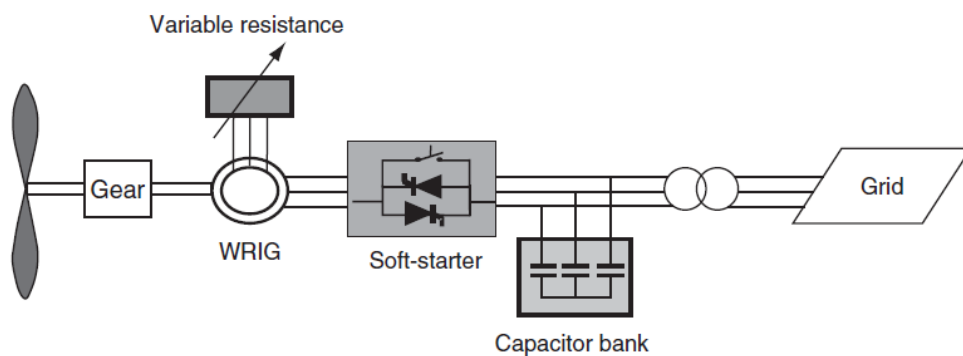 Variable resistance
Gear
WRIG
Soft-starter
Capacitor bank
Grid